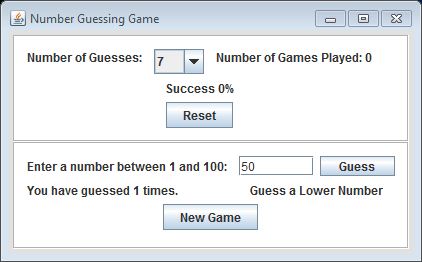 Number Guessing Game
Number of Guesses: 7 Number of Games Played: 0
Success 0%
Reset
Enter a number between 1 and 100: 50 Guess
You have guessed 1 times. Guess a Lower Number
New Game